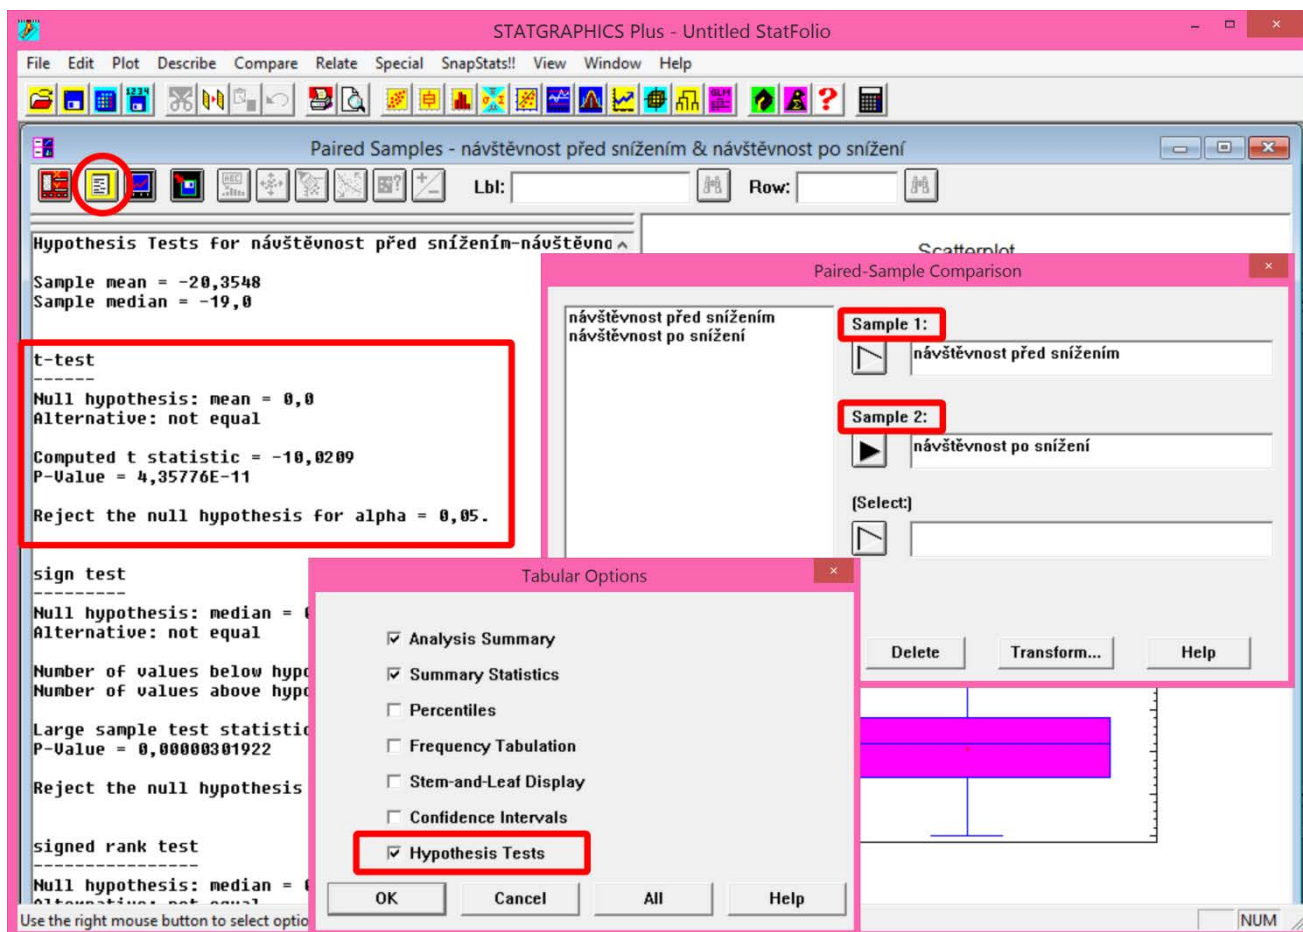 STATGRAPHICS Plus - Untitled StatFolio
File Edit Plot Describe Compare Relate Special SnapStats!! View Window Help
Paired Samples - návštěvnost před snížením & návštěvnost po snížení
Lbl: Row:
Hypothesis Tests for návštěvnost před snížením-návštěvno
Sample mean = -20,3548
Sample median = -19,0
t-test
------
Null hypothesis: mean = 0,0
Alternative: not equal
Computed t statistic = -10,0209
P-Value = 4,35776E-11
Reject the null hypothesis for alpha = 0,05.
sign test
---------
Null hypothesis: median =
Alternative: not equal
Number of values below hypo
Number of values above hypo
Large sample test statistic
P-Value = 0,00000301922
Reject the null hypothesis
signed rank test
----------------
Null hypothesis: median =
Alternative: not equal
Scatterplot
Paired-Sample Comparison
návštěvnost před snížením
návštěvnost po snížení
Sample 1:
návštěvnost před snížením
Sample 2:
návštěvnost po snížení
(Select:)
Delete Transform... Help
Tabular Options
Analysis Summary
Summary Statistics
Percentiles
Frequency Tabulation
Stem-and-Leaf Display
Confidence Intervals
Hypothesis Tests
OK Cancel All Help
Use the right mouse button to select optio
NUM